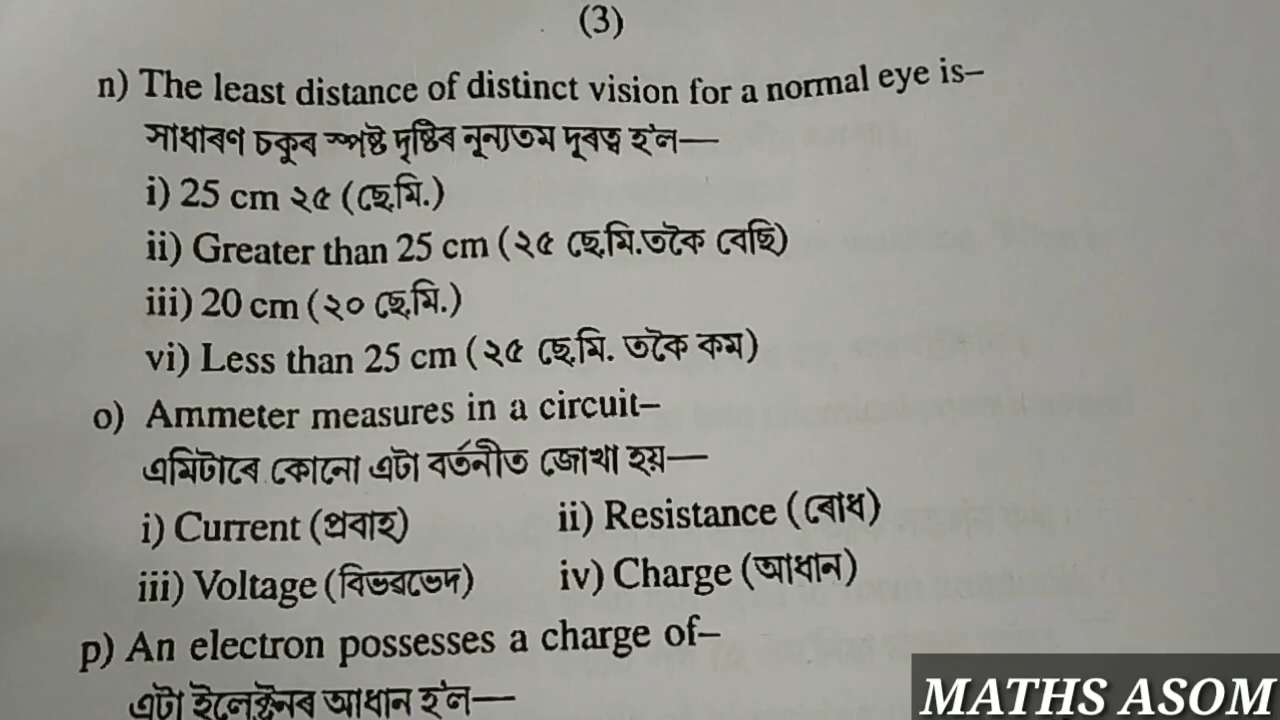 (3)
n) The least distance of distinct vision for a normal eye is–
সাধাৰণ চকুৰ স্পষ্ট দৃষ্টিৰ নূন্যতম দূৰত্ব হ'ল—
i) 25 cm ২৫ (ছে.মি.)
ii) Greater than 25 cm (২৫ ছে.মি.তকৈ বেছি)
iii) 20 cm (২০ ছে.মি.)
vi) Less than 25 cm (২৫ ছে.মি. তকৈ কম)
o) Ammeter measures in a circuit–
এমিটাৰে কোনো এটা বৰ্তনীত জোখা হয়—
i) Current (প্ৰবাহ) ii) Resistance (ৰোধ)
iii) Voltage (বিভৱভেদ) iv) Charge (আধান)
p) An electron possesses a charge of–
এটা ইলেক্ট্ৰনৰ আধান হ'ল—
MATHS ASOM